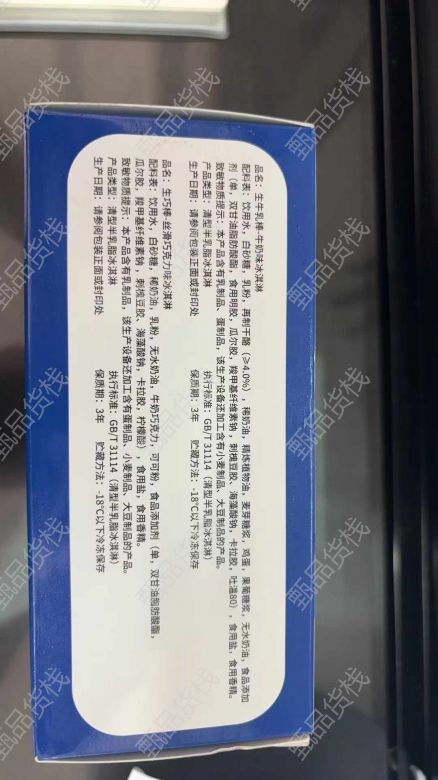 品名：生牛乳棒-牛奶味冰淇淋
配料表：饮用水，白砂糖，乳粉，再制干酪（≥4.0%），稀奶油，精炼植物油，麦芽糖浆，鸡蛋，果葡糖浆，无水奶油，食品添加
剂（单，双甘油脂肪酸酯，食用明胶，瓜尔胶，羧甲基纤维素钠，刺槐豆胶，海藻酸钠，卡拉胶，吐温80），食用盐，食用香精。
致敏物质提示：本产品含有乳制品、蛋制品，该生产设备还加工含有小麦制品、大豆制品的产品。
产品类型：清型半乳脂冰淇淋 执行标准：GB/T 31114（清型半乳脂冰淇淋）
生产日期：请参阅包装正面或封印处 保质期：3年 贮藏方法：-18℃以下冷冻保存
品名：生巧棒-丝滑巧克力味冰淇淋
配料表：饮用水，白砂糖，稀奶油，乳粉，无水奶油，牛奶巧克力，可可粉，食品添加剂（单，双甘油脂肪酸酯，
瓜尔胶，羧甲基纤维素钠，刺槐豆胶、海藻酸钠，卡拉胶，柠檬酸），食用盐，食用香精。
致敏物质提示：本产品含有乳制品，该生产设备还加工含有蛋制品、小麦制品、大豆制品的产品。
产品类型：清型半乳脂冰淇淋 执行标准：GB/T 31114（清型半乳脂冰淇淋）
生产日期：请参阅包装正面或封印处 保质期：3年 贮藏方法：-18℃以下冷冻保存
甄品货栈